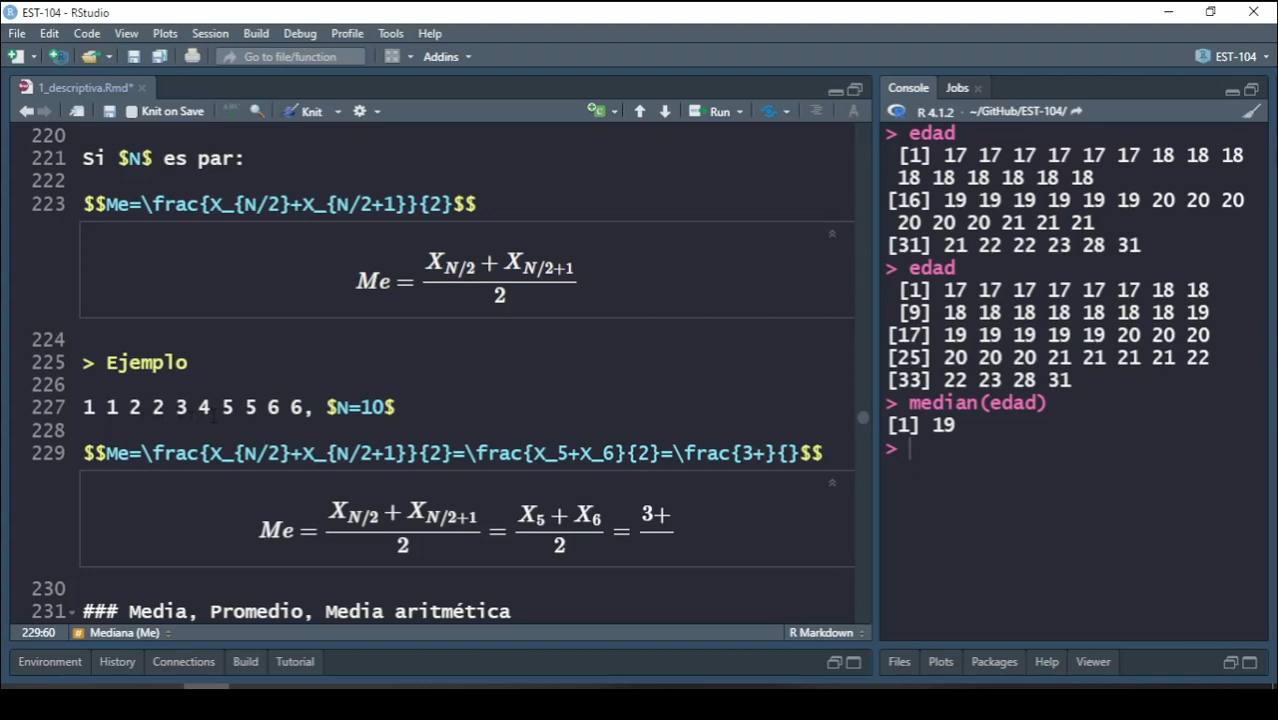 EST-104 - RStudio
File Edit Code View Plots Session Build Debug Profile Tools Help
Go to file/function Addins EST-104
1_descriptiva.Rmd*
Knit on Save Knit Run
220
221 Si $N$ es par:
222
223 $$Me=\frac{X_{N/2}+X_{N/2+1}}{2}$$
Me = \frac{X_{N/2} + X_{N/2+1}}{2}
224
225 > Ejemplo
226
227 1 1 2 2 3 4 5 5 6 6, $N=10$
228
229 $$Me=\frac{X_{N/2}+X_{N/2+1}}{2}=\frac{X_5+X_6}{2}=\frac{3+}{}$$
Me = \frac{X_{N/2} + X_{N/2+1}}{2} = \frac{X_5 + X_6}{2} = \frac{3+}{}
230
231 ### Media, Promedio, Media aritmética
229:60 # Mediana (Me) R Markdown
Environment History Connections Build Tutorial
Console Jobs
R 4.1.2 · ~/GitHub/EST-104/
> edad
[1] 17 17 17 17 17 17 18 18 18
18 18 18 18 18 18
[16] 19 19 19 19 19 19 20 20 20
20 20 20 21 21 21
[31] 21 22 22 23 28 31
> edad
[1] 17 17 17 17 17 17 18 18
[9] 18 18 18 18 18 18 18 19
[17] 19 19 19 19 19 20 20 20
[25] 20 20 20 21 21 21 21 22
[33] 22 23 28 31
> median(edad)
[1] 19
>
Files Plots Packages Help Viewer